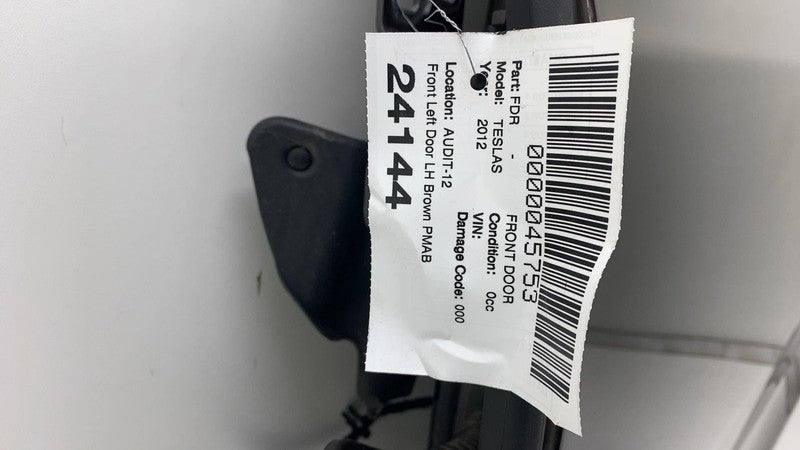 0000045753
Part: FDR - FRONT DOOR
Model: TESLAS Condition: 0cc
Year: 2012 VIN:
Location: AUDIT-12 Damage Code: 000
Front Left Door LH Brown PMAB
24144